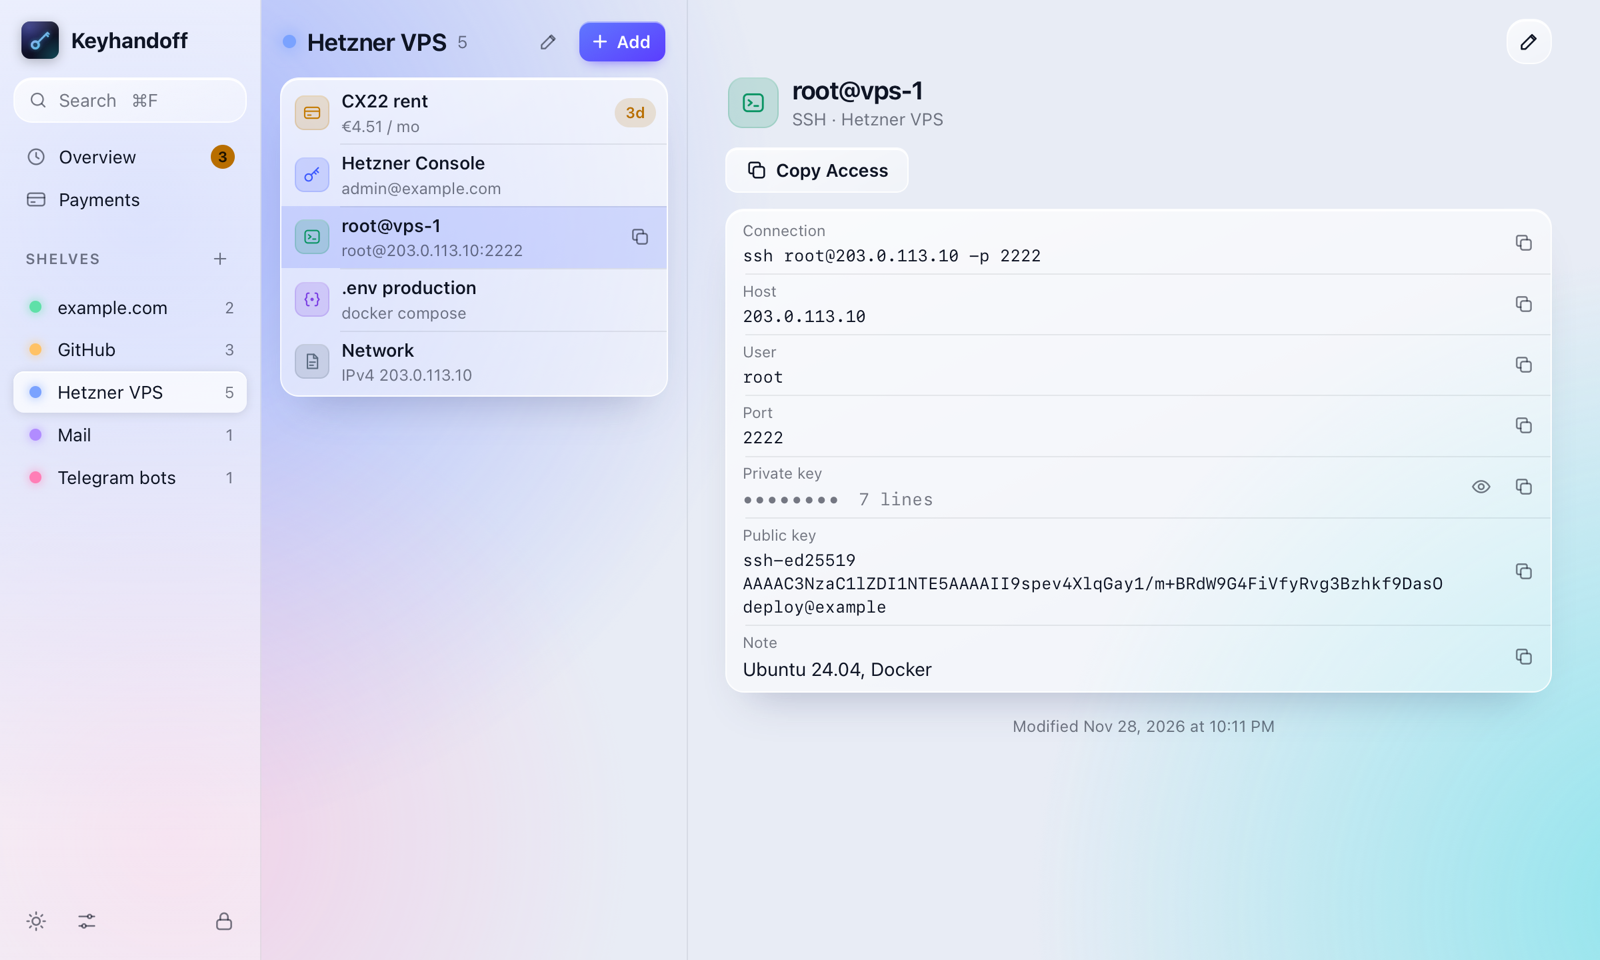 Keyhandoff
Search ⌘F
Overview 3
Payments
SHELVES
example.com 2
GitHub 3
Hetzner VPS 5
Mail 1
Telegram bots 1
Hetzner VPS 5
+ Add
CX22 rent
€4.51 / mo
3d
Hetzner Console
admin@example.com
root@vps-1
root@203.0.113.10:2222
.env production
docker compose
Network
IPv4 203.0.113.10
root@vps-1
SSH · Hetzner VPS
Copy Access
Connection
ssh root@203.0.113.10 -p 2222
Host
203.0.113.10
User
root
Port
2222
Private key
•••••••• 7 lines
Public key
ssh-ed25519
AAAAC3NzaC1lZDI1NTE5AAAAII9spev4XlqGay1/m+BRdW9G4FiVfyRvg3Bzhkf9DasO
deploy@example
Note
Ubuntu 24.04, Docker
Modified Nov 28, 2026 at 10:11 PM